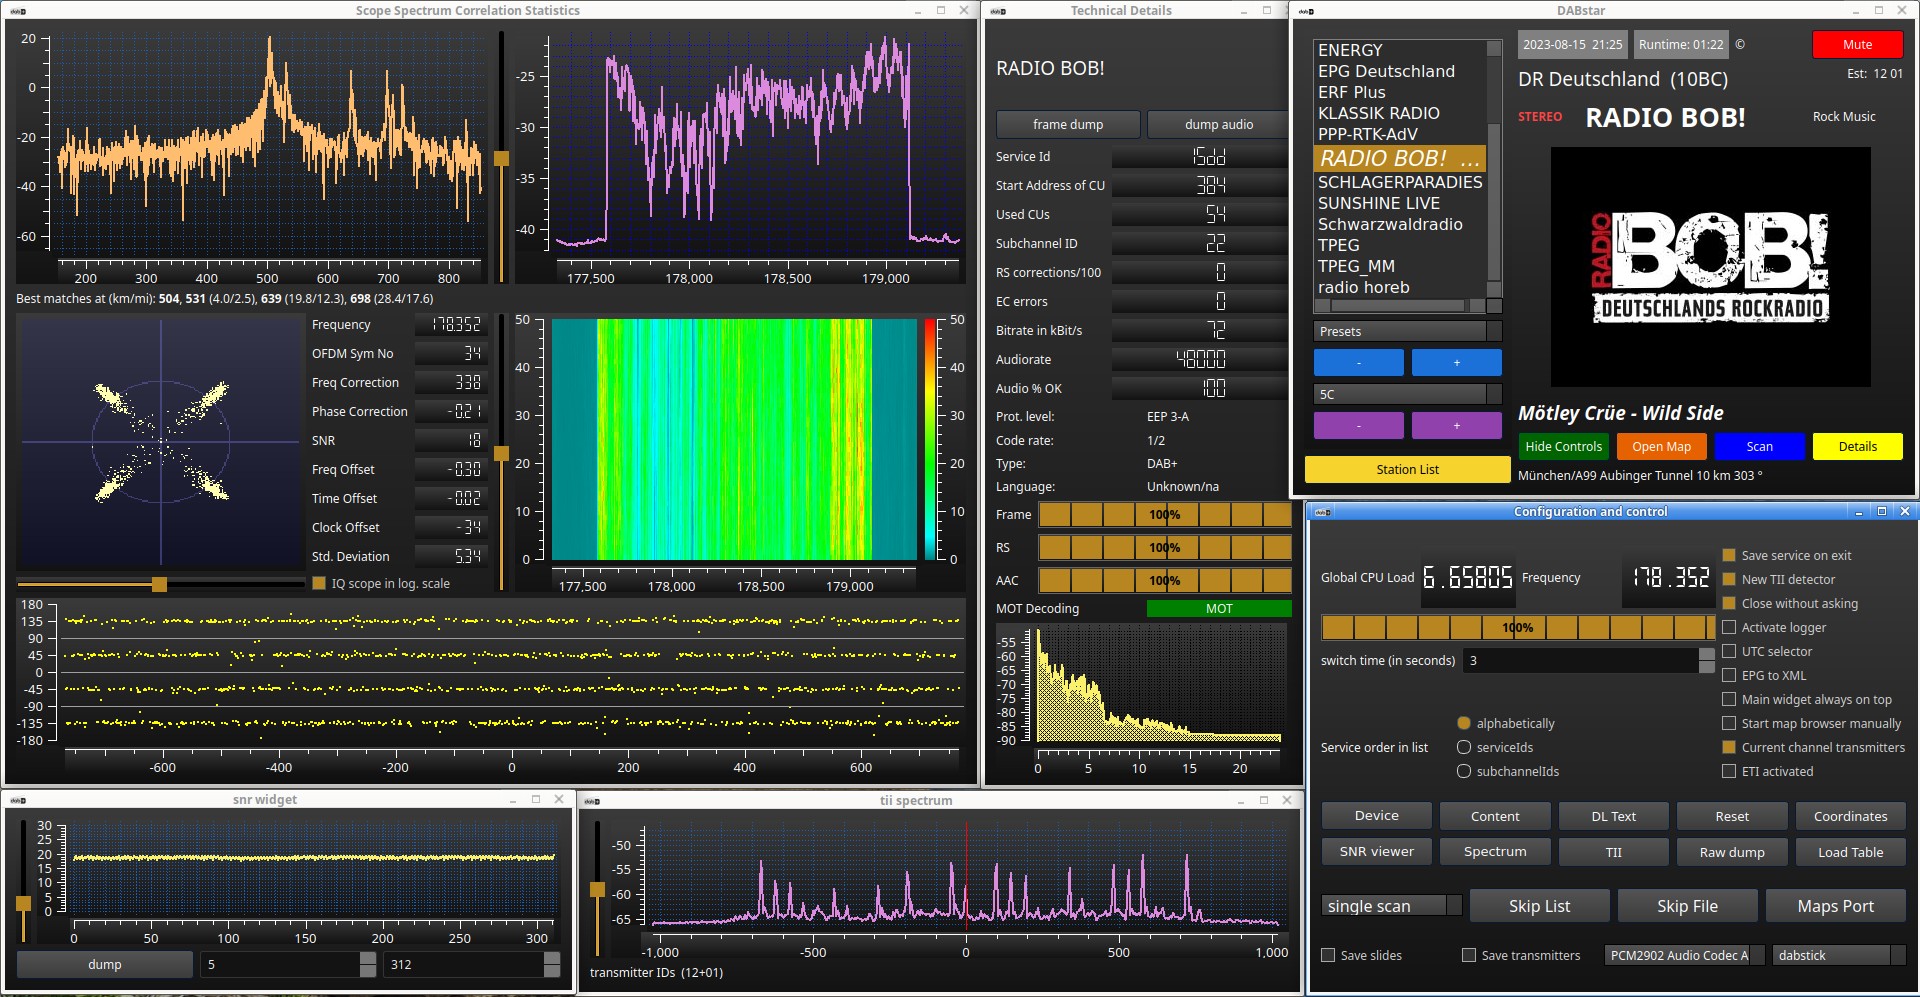 Scope Spectrum Correlation Statistics
20
0
-20
-40
-60
200 300 400 500 600 700 800
-25
-30
-35
-40
177,500 178,000 178,500 179,000
Best matches at (km/mi): 504, 531 (4.0/2.5), 639 (19.8/12.3), 698 (28.4/17.6)
Frequency 178.352
OFDM Sym No 34
Freq Correction 338
Phase Correction -0.21
SNR 18
Freq Offset -0.30
Time Offset -0.02
Clock Offset -34
Std. Deviation 5.34
IQ scope in log. scale
50
40
30
20
10
0
177,500 178,000 178,500 179,000
50
40
30
20
10
0
180
135
90
45
0
-45
-90
-135
-180
-600 -400 -200 0 200 400 600
Technical Details
RADIO BOB!
frame dump dump audio
Service Id 15dd
Start Address of CU 384
Used CUs 54
Subchannel ID 22
RS corrections/100 0
EC errors 0
Bitrate in kBit/s 72
Audiorate 48000
Audio % OK 100
Prot. level: EEP 3-A
Code rate: 1/2
Type: DAB+
Language: Unknown/na
Frame 100%
RS 100%
AAC 100%
MOT Decoding MOT
-55
-60
-65
-70
-75
-80
-85
-90
0 5 10 15 20
DABstar
ENERGY
EPG Deutschland
ERF Plus
KLASSIK RADIO
PPP-RTK-AdV
RADIO BOB! ...
SCHLAGERPARADIES
SUNSHINE LIVE
Schwarzwaldradio
TPEG
TPEG_MM
radio horeb
Presets
- +
5C
- +
Station List
2023-08-15 21:25 Runtime: 01:22 © Mute
DR Deutschland (10BC) Est: 12 01
STEREO RADIO BOB! Rock Music
RADIO BOB!
DEUTSCHLANDS ROCKRADIO
Mötley Crüe - Wild Side
Hide Controls Open Map Scan Details
München/A99 Aubinger Tunnel 10 km 303 °
snr widget
30
25
20
15
10
5
0
0 50 100 150 200 250 300
dump 5 312
tii spectrum
-50
-55
-60
-65
-1,000 -500 0 500 1,000
transmitter IDs (12+01)
Configuration and control
Global CPU Load 6.65805 Frequency 178.352
100%
switch time (in seconds) 3
Service order in list
alphabetically
serviceIds
subchannelIds
Save service on exit
New TII detector
Close without asking
Activate logger
UTC selector
EPG to XML
Main widget always on top
Start map browser manually
Current channel transmitters
ETI activated
Device Content DL Text Reset Coordinates
SNR viewer Spectrum TII Raw dump Load Table
single scan Skip List Skip File Maps Port
Save slides Save transmitters PCM2902 Audio Codec A dabstick